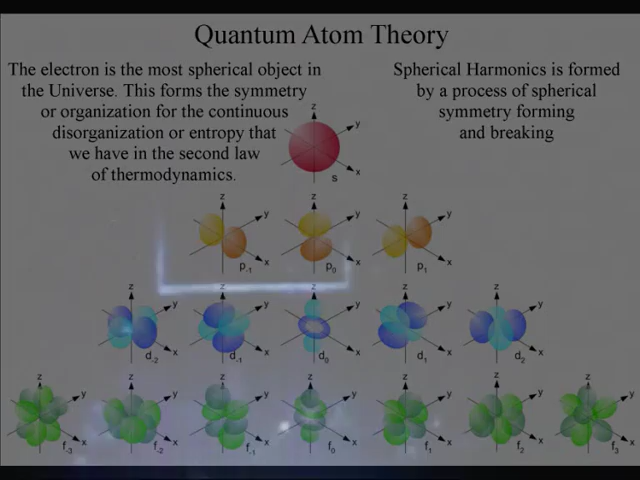 Quantum Atom Theory
The electron is the most spherical object in
the Universe. This forms the symmetry
or organization for the continuous
disorganization or entropy that
we have in the second law
of thermodynamics.
Spherical Harmonics is formed
by a process of spherical
symmetry forming
and breaking
z
y
x
s
z z z
y y y
x x x
p-1 p0 p1
z z z z z
y y y y y
x x x x x
d-2 d-1 d0 d1 d2
z z z z z z z
y y y y y y y
x x x x x x x
f-3 f-2 f-1 f0 f1 f2 f3